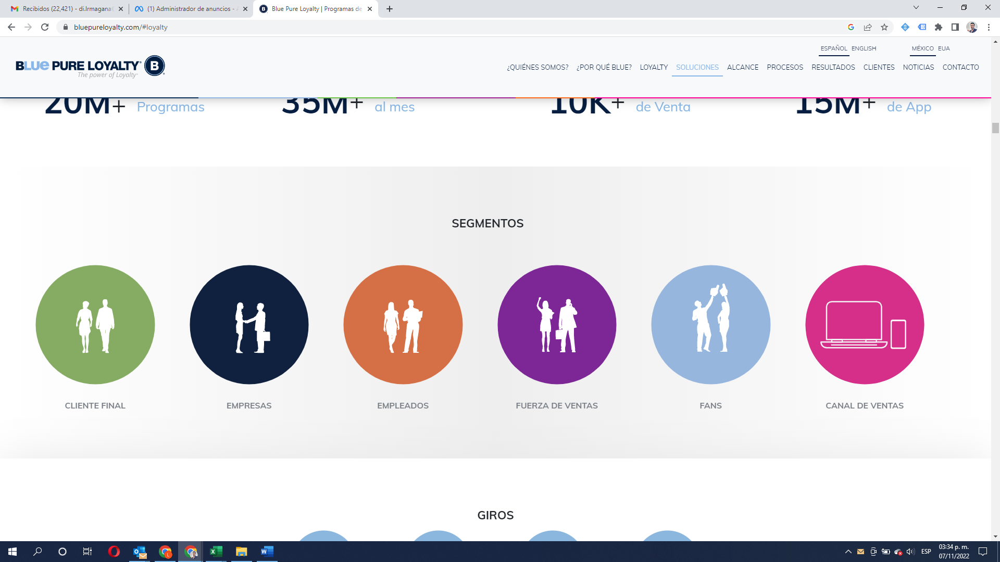 Recibidos (22,421) - di.lrmagana
(1) Administrador de anuncios -
Blue Pure Loyalty | Programas de
bluepureloyalty.com/#loyalty
ESPAÑOL ENGLISH MÉXICO EUA
BLUE PURE LOYALTY B
The power of Loyalty
¿QUIÉNES SOMOS? ¿POR QUÉ BLUE? LOYALTY SOLUCIONES ALCANCE PROCESOS RESULTADOS CLIENTES NOTICIAS CONTACTO
20M+ Programas 35M+ al mes 10K+ de Venta 15M+ de App
SEGMENTOS
CLIENTE FINAL EMPRESAS EMPLEADOS FUERZA DE VENTAS FANS CANAL DE VENTAS
GIROS
ESP
03:34 p. m.
07/11/2022